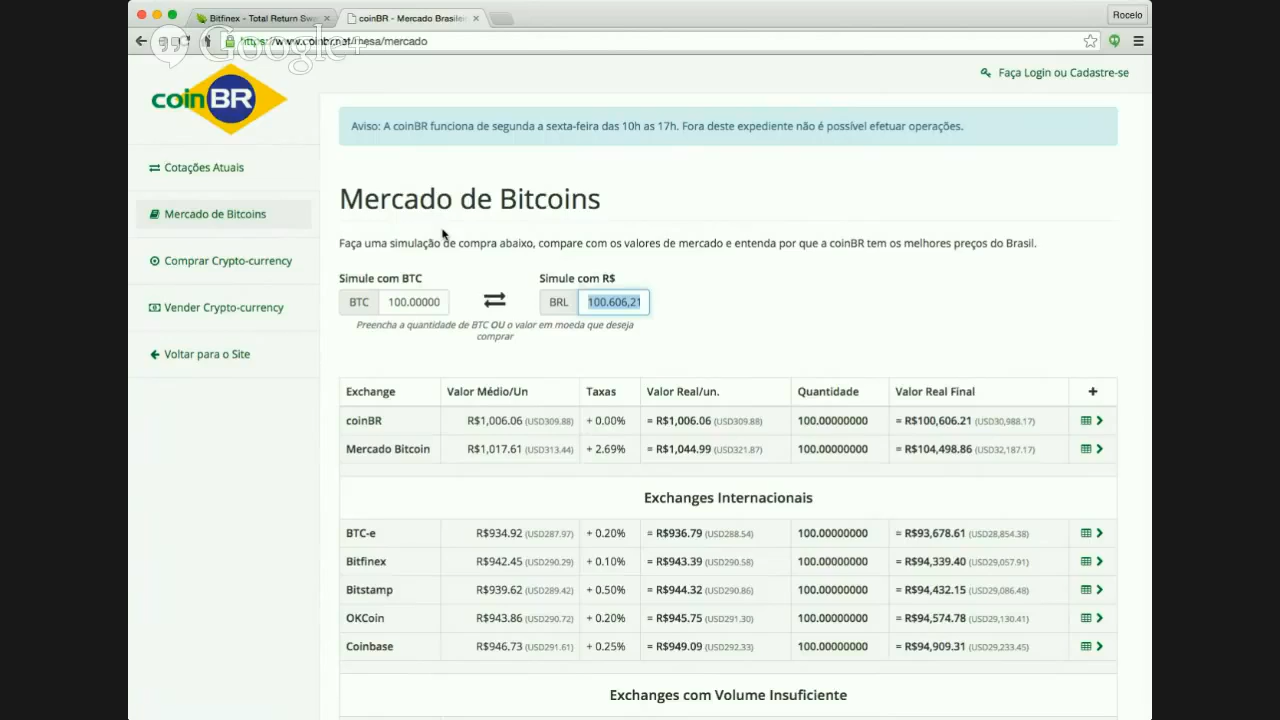 Bitfinex - Total Return Swa
coinBR - Mercado Brasilei
Rocelo
Google+
https://www.coinbr.net/mesa/mercado
coinBR
Faça Login ou Cadastre-se
Aviso: A coinBR funciona de segunda a sexta-feira das 10h as 17h. Fora deste expediente não é possível efetuar operações.
Cotações Atuais
Mercado de Bitcoins
Comprar Crypto-currency
Vender Crypto-currency
Voltar para o Site
Mercado de Bitcoins
Faça uma simulação de compra abaixo, compare com os valores de mercado e entenda por que a coinBR tem os melhores preços do Brasil.
Simule com BTC
Simule com R$
BTC 100.00000
BRL 100.606,21
Preencha a quantidade de BTC OU o valor em moeda que deseja
comprar
Exchange Valor Médio/Un Taxas Valor Real/un. Quantidade Valor Real Final +
coinBR R$1,006.06 (USD309.88) + 0.00% = R$1,006.06 (USD309.88) 100.00000000 = R$100,606.21 (USD30,988.17)
Mercado Bitcoin R$1,017.61 (USD313.44) + 2.69% = R$1,044.99 (USD321.87) 100.00000000 = R$104,498.86 (USD32,187.17)
Exchanges Internacionais
BTC-e R$934.92 (USD287.97) + 0.20% = R$936.79 (USD288.54) 100.00000000 = R$93,678.61 (USD28,854.38)
Bitfinex R$942.45 (USD290.29) + 0.10% = R$943.39 (USD290.58) 100.00000000 = R$94,339.40 (USD29,057.91)
Bitstamp R$939.62 (USD289.42) + 0.50% = R$944.32 (USD290.86) 100.00000000 = R$94,432.15 (USD29,086.48)
OKCoin R$943.86 (USD290.72) + 0.20% = R$945.75 (USD291.30) 100.00000000 = R$94,574.78 (USD29,130.41)
Coinbase R$946.73 (USD291.61) + 0.25% = R$949.09 (USD292.33) 100.00000000 = R$94,909.31 (USD29,233.45)
Exchanges com Volume Insuficiente